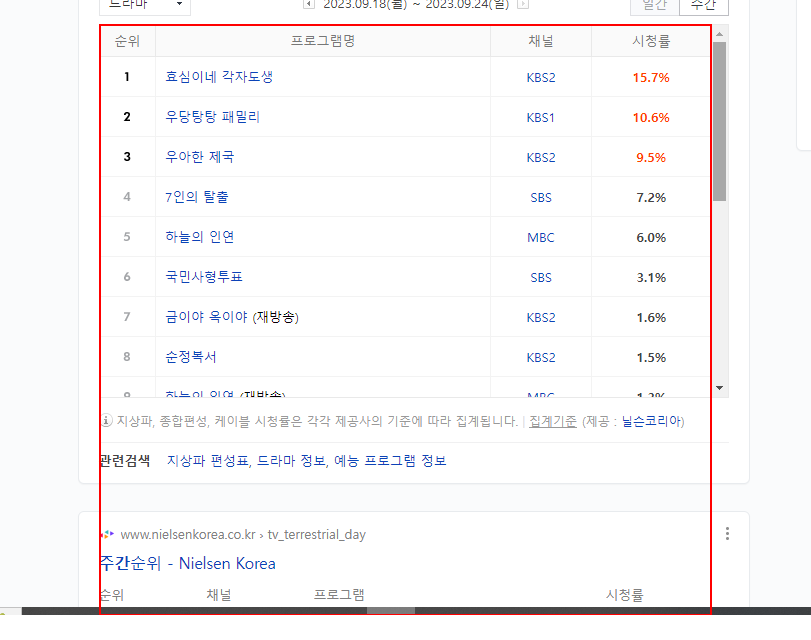 드라마 2023.09.18(월) ~ 2023.09.24(일) 일간 주간
순위 프로그램명 채널 시청률
1 효심이네 각자도생 KBS2 15.7%
2 우당탕탕 패밀리 KBS1 10.6%
3 우아한 제국 KBS2 9.5%
4 7인의 탈출 SBS 7.2%
5 하늘의 인연 MBC 6.0%
6 국민사형투표 SBS 3.1%
7 금이야 옥이야 (재방송) KBS2 1.6%
8 순정복서 KBS2 1.5%
9 하늘의 인연 (재방송) MBC
지상파, 종합편성, 케이블 시청률은 각각 제공사의 기준에 따라 집계됩니다. | 집계기준 (제공 : 닐슨코리아)
관련검색 지상파 편성표, 드라마 정보, 예능 프로그램 정보
www.nielsenkorea.co.kr › tv_terrestrial_day
주간순위 - Nielsen Korea
순위 채널 프로그램 시청률